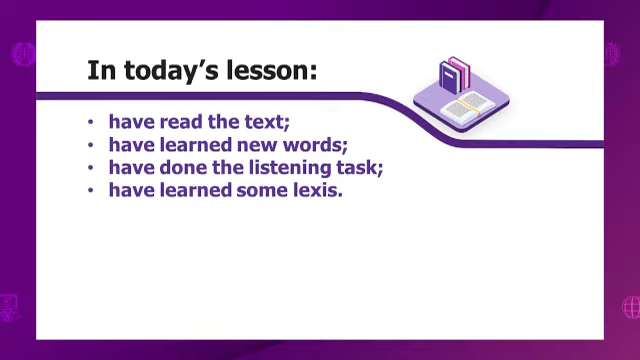 In today's lesson:
• have read the text;
• have learned new words;
• have done the listening task;
• have learned some lexis.